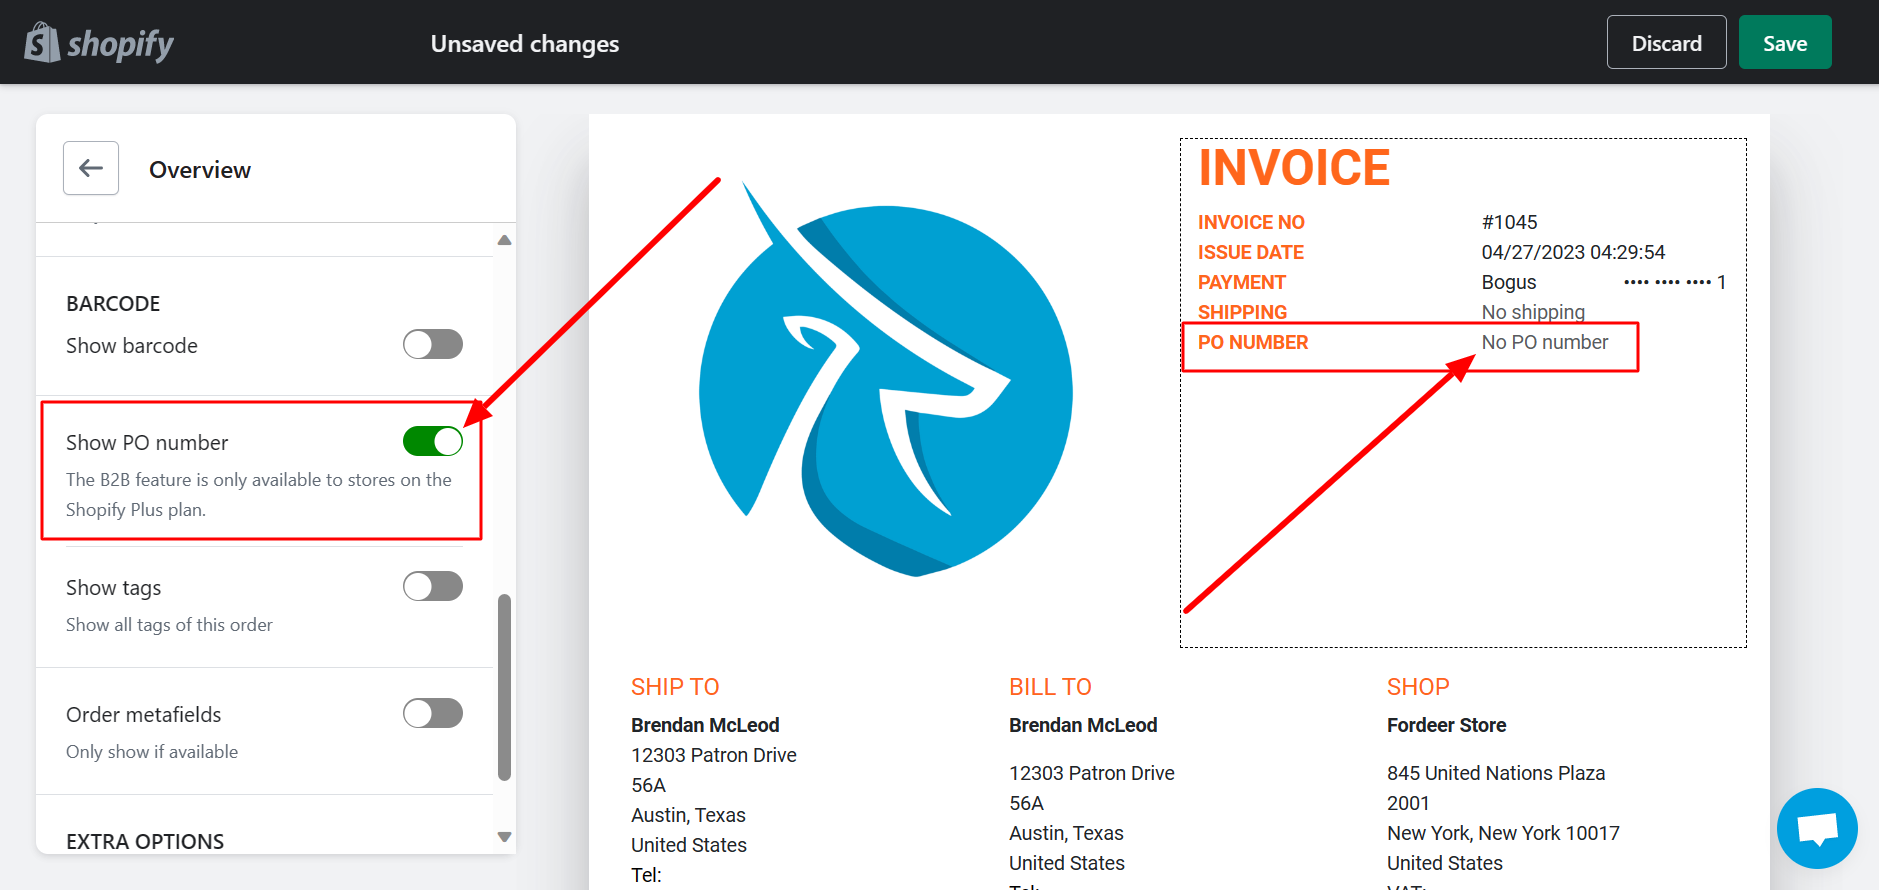 shopify
Unsaved changes
Discard
Save
Overview
BARCODE
Show barcode
Show PO number
The B2B feature is only available to stores on the
Shopify Plus plan.
Show tags
Show all tags of this order
Order metafields
Only show if available
EXTRA OPTIONS
INVOICE
INVOICE NO #1045
ISSUE DATE 04/27/2023 04:29:54
PAYMENT Bogus •••• •••• •••• 1
SHIPPING No shipping
PO NUMBER No PO number
SHIP TO
Brendan McLeod
12303 Patron Drive
56A
Austin, Texas
United States
Tel:
BILL TO
Brendan McLeod
12303 Patron Drive
56A
Austin, Texas
United States
Tel:
SHOP
Fordeer Store
845 United Nations Plaza
2001
New York, New York 10017
United States
VAT: